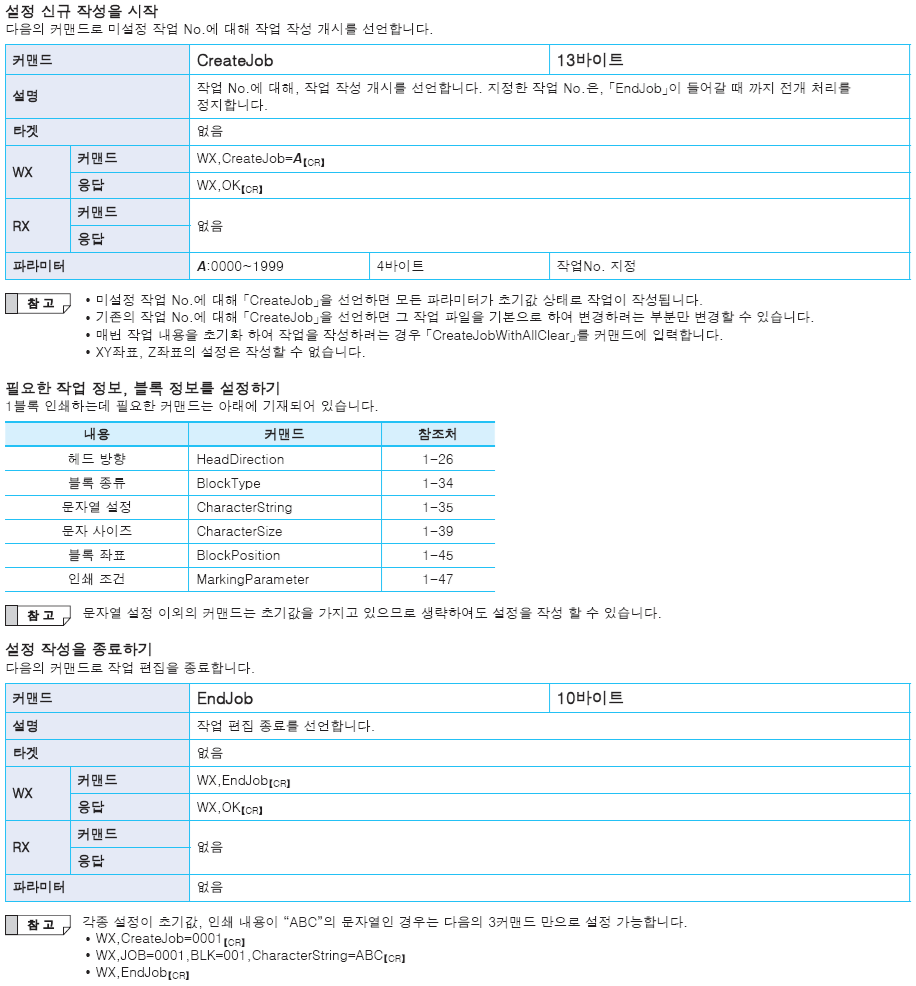 설정 신규 작성을 시작
다음의 커맨드로 미설정 작업 No.에 대해 작업 작성 개시를 선언합니다.
커맨드 CreateJob 13바이트
설명 작업 No.에 대해, 작업 작성 개시를 선언합니다. 지정한 작업 No.은, 「EndJob」이 들어갈 때 까지 전개 처리를
정지합니다.
타겟 없음
WX 커맨드 WX,CreateJob=A【CR】
응답 WX,OK【CR】
RX 커맨드 없음
응답
파라미터 A:0000~1999 4바이트 작업No. 지정
참고 • 미설정 작업 No.에 대해 「CreateJob」을 선언하면 모든 파라미터가 초기값 상태로 작업이 작성됩니다.
• 기존의 작업 No.에 대해 「CreateJob」을 선언하면 그 작업 파일을 기본으로 하여 변경하려는 부분만 변경할 수 있습니다.
• 매번 작업 내용을 초기화 하여 작업을 작성하려는 경우 「CreateJobWithAllClear」를 커맨드에 입력합니다.
• XY좌표, Z좌표의 설정은 작성할 수 없습니다.
필요한 작업 정보, 블록 정보를 설정하기
1블록 인쇄하는데 필요한 커맨드는 아래에 기재되어 있습니다.
내용 커맨드 참조처
헤드 방향 HeadDirection 1-26
블록 종류 BlockType 1-34
문자열 설정 CharacterString 1-35
문자 사이즈 CharacterSize 1-39
블록 좌표 BlockPosition 1-45
인쇄 조건 MarkingParameter 1-47
참고 문자열 설정 이외의 커맨드는 초기값을 가지고 있으므로 생략하여도 설정을 작성 할 수 있습니다.
설정 작성을 종료하기
다음의 커맨드로 작업 편집을 종료합니다.
커맨드 EndJob 10바이트
설명 작업 편집 종료를 선언합니다.
타겟 없음
WX 커맨드 WX,EndJob【CR】
응답 WX,OK【CR】
RX 커맨드 없음
응답
파라미터 없음
참고 각종 설정이 초기값, 인쇄 내용이 “ABC”의 문자열인 경우는 다음의 3커맨드 만으로 설정 가능합니다.
• WX,CreateJob=0001【CR】
• WX,JOB=0001,BLK=001,CharacterString=ABC【CR】
• WX,EndJob【CR】